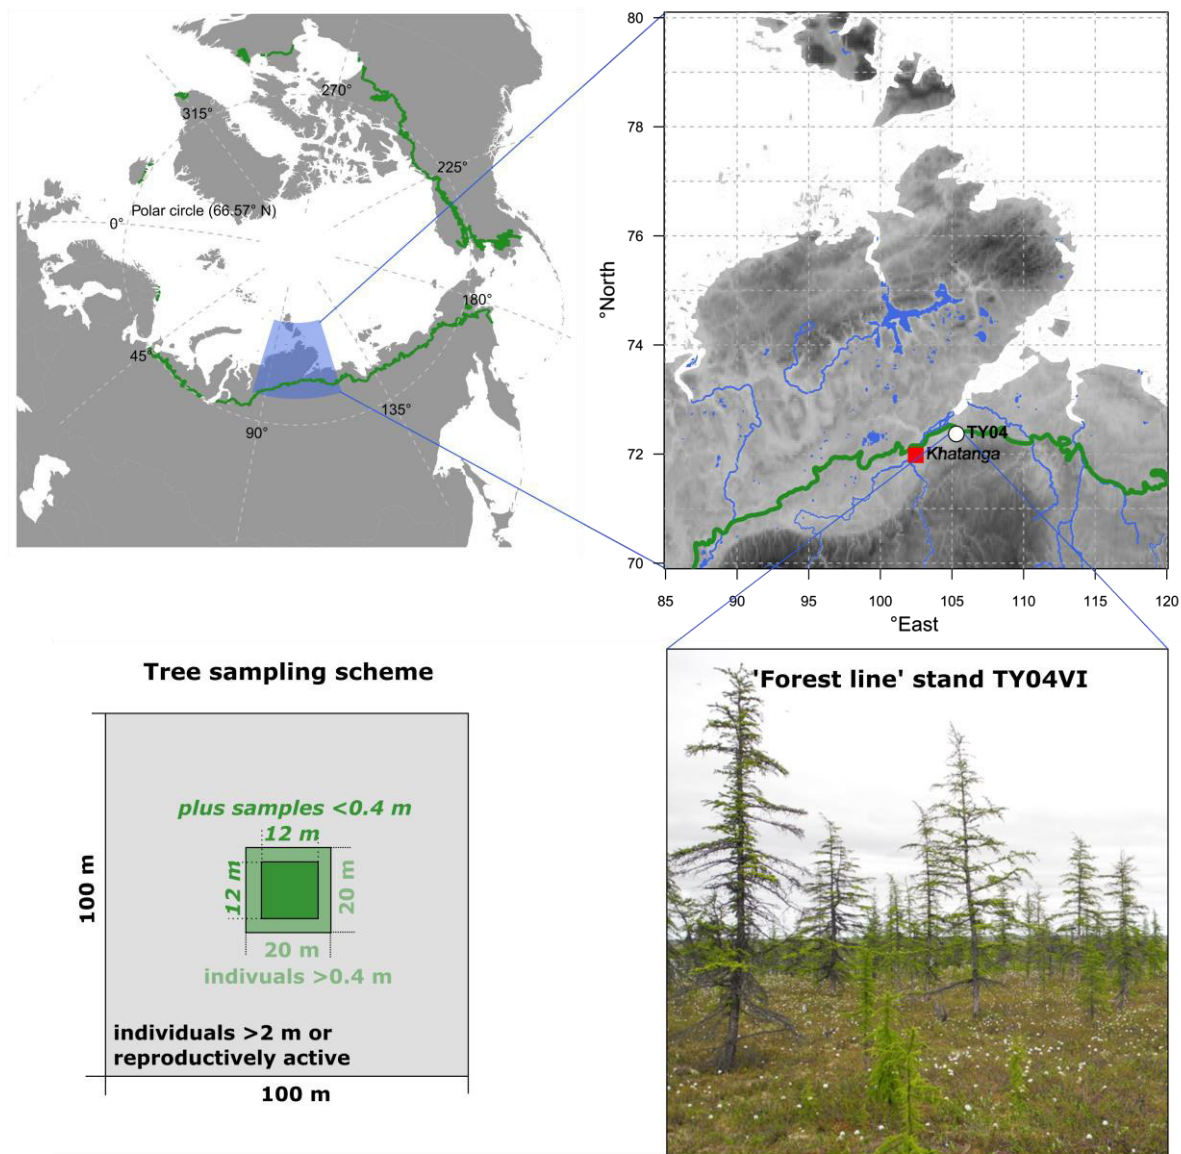 270°
315°
225°
Polar circle (66.57° N)
0°
180°
45°
135°
90°
80
78
76
°North
74
72
70
TY04
Khatanga
85
90
95
100
105
110
115
120
°East
Tree sampling scheme
plus samples <0.4 m
12 m
12 m
20 m
20 m
indivuals >0.4 m
100 m
individuals >2 m or
reproductively active
100 m
'Forest line' stand TY04VI